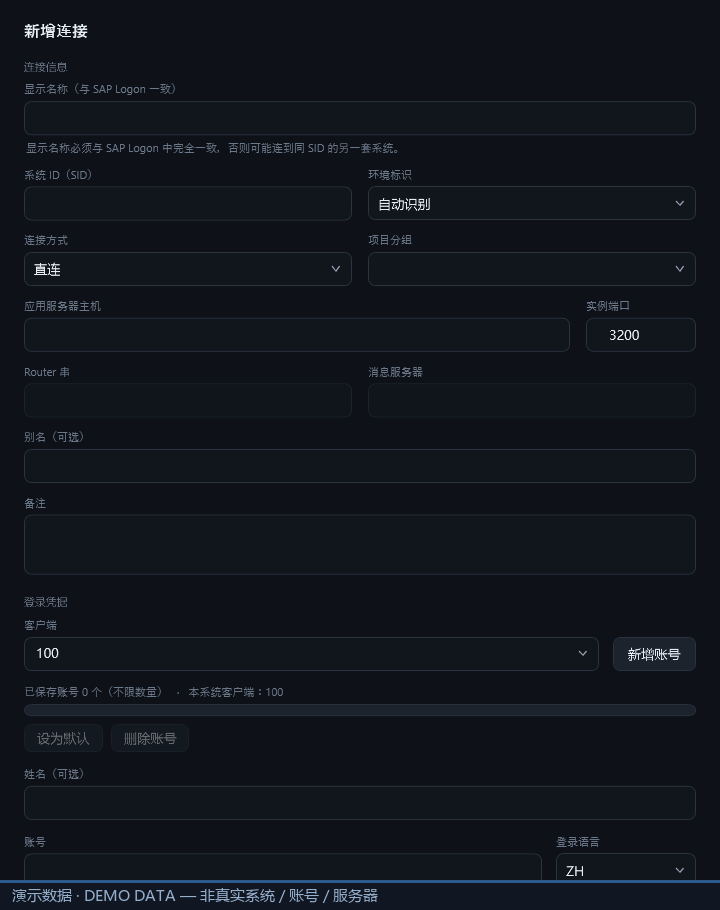 新增连接
连接信息
显示名称（与 SAP Logon 一致）
显示名称必须与 SAP Logon 中完全一致，否则可能连到同 SID 的另一套系统。
系统 ID（SID） 环境标识
自动识别
连接方式 项目分组
直连
应用服务器主机 实例端口
3200
Router 串 消息服务器
别名（可选）
备注
登录凭据
客户端
100 新增账号
已保存账号 0 个（不限数量） · 本系统客户端：100
设为默认 删除账号
姓名（可选）
账号 登录语言
ZH
演示数据 · DEMO DATA — 非真实系统 / 账号 / 服务器